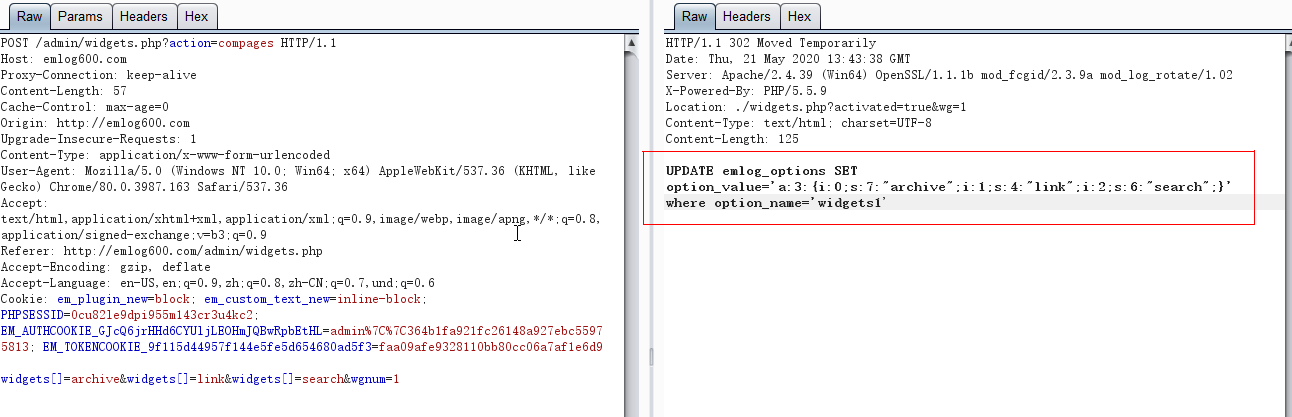 Raw Params Headers Hex
POST /admin/widgets.php?action=compages HTTP/1.1
Host: emlog600.com
Proxy-Connection: keep-alive
Content-Length: 57
Cache-Control: max-age=0
Origin: http://emlog600.com
Upgrade-Insecure-Requests: 1
Content-Type: application/x-www-form-urlencoded
User-Agent: Mozilla/5.0 (Windows NT 10.0; Win64; x64) AppleWebKit/537.36 (KHTML, like
Gecko) Chrome/80.0.3987.163 Safari/537.36
Accept:
text/html,application/xhtml+xml,application/xml;q=0.9,image/webp,image/apng,*/*;q=0.8,
application/signed-exchange;v=b3;q=0.9
Referer: http://emlog600.com/admin/widgets.php
Accept-Encoding: gzip, deflate
Accept-Language: en-US,en;q=0.9,zh;q=0.8,zh-CN;q=0.7,und;q=0.6
Cookie: em_plugin_new=block; em_custom_text_new=inline-block;
PHPSESSID=0cu821e9dpi955m143cr3u4kc2;
EM_AUTHCOOKIE_GJcQ6jrHHd6CYUljLEOHmJQBwRpbEtHL=admin%7C%7C364b1fa921fc26148a927ebc5597
5813; EM_TOKENCOOKIE_9f115d44957f144e5fe5d654680ad5f3=faa09afe9328110bb80cc06a7af1e6d9
widgets[]=archive&widgets[]=link&widgets[]=search&wgnum=1
Raw Headers Hex
HTTP/1.1 302 Moved Temporarily
Date: Thu, 21 May 2020 13:43:38 GMT
Server: Apache/2.4.39 (Win64) OpenSSL/1.1.1b mod_fcgid/2.3.9a mod_log_rotate/1.02
X-Powered-By: PHP/5.5.9
Location: ./widgets.php?activated=true&wg=1
Content-Type: text/html; charset=UTF-8
Content-Length: 125
UPDATE emlog_options SET
option_value='a:3:{i:0;s:7:"archive";i:1;s:4:"link";i:2;s:6:"search";}'
where option_name='widgets1'